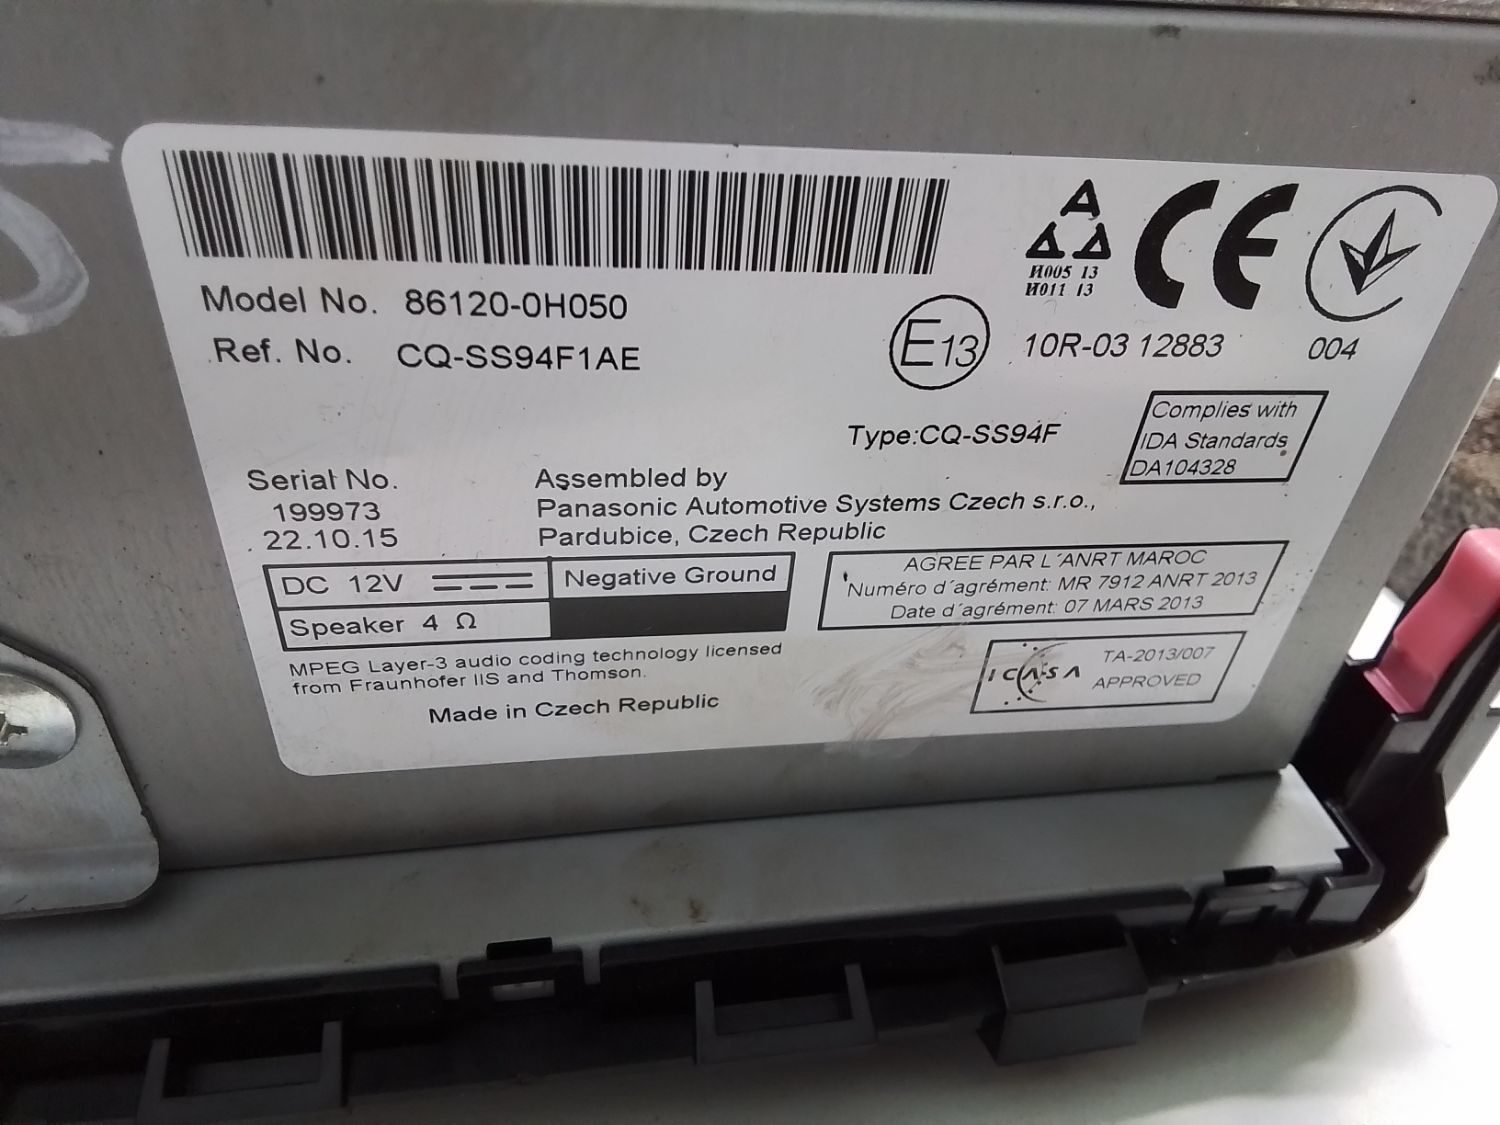 Model No. 86120-0H050
Ref. No. CQ-SS94F1AE
И005 13
И011 13
CE
E13
10R-03 12883
004
Type:CQ-SS94F
Complies with
IDA Standards
DA104328
Serial No.
199973
22.10.15
Assembled by
Panasonic Automotive Systems Czech s.r.o.,
Pardubice, Czech Republic
DC 12V
Negative Ground
Speaker 4 Ω
AGREE PAR L´ANRT MAROC
Numéro d´agrément: MR 7912 ANRT 2013
Date d´agrément: 07 MARS 2013
MPEG Layer-3 audio coding technology licensed
from Fraunhofer IIS and Thomson.
Made in Czech Republic
ICASA
TA-2013/007
APPROVED